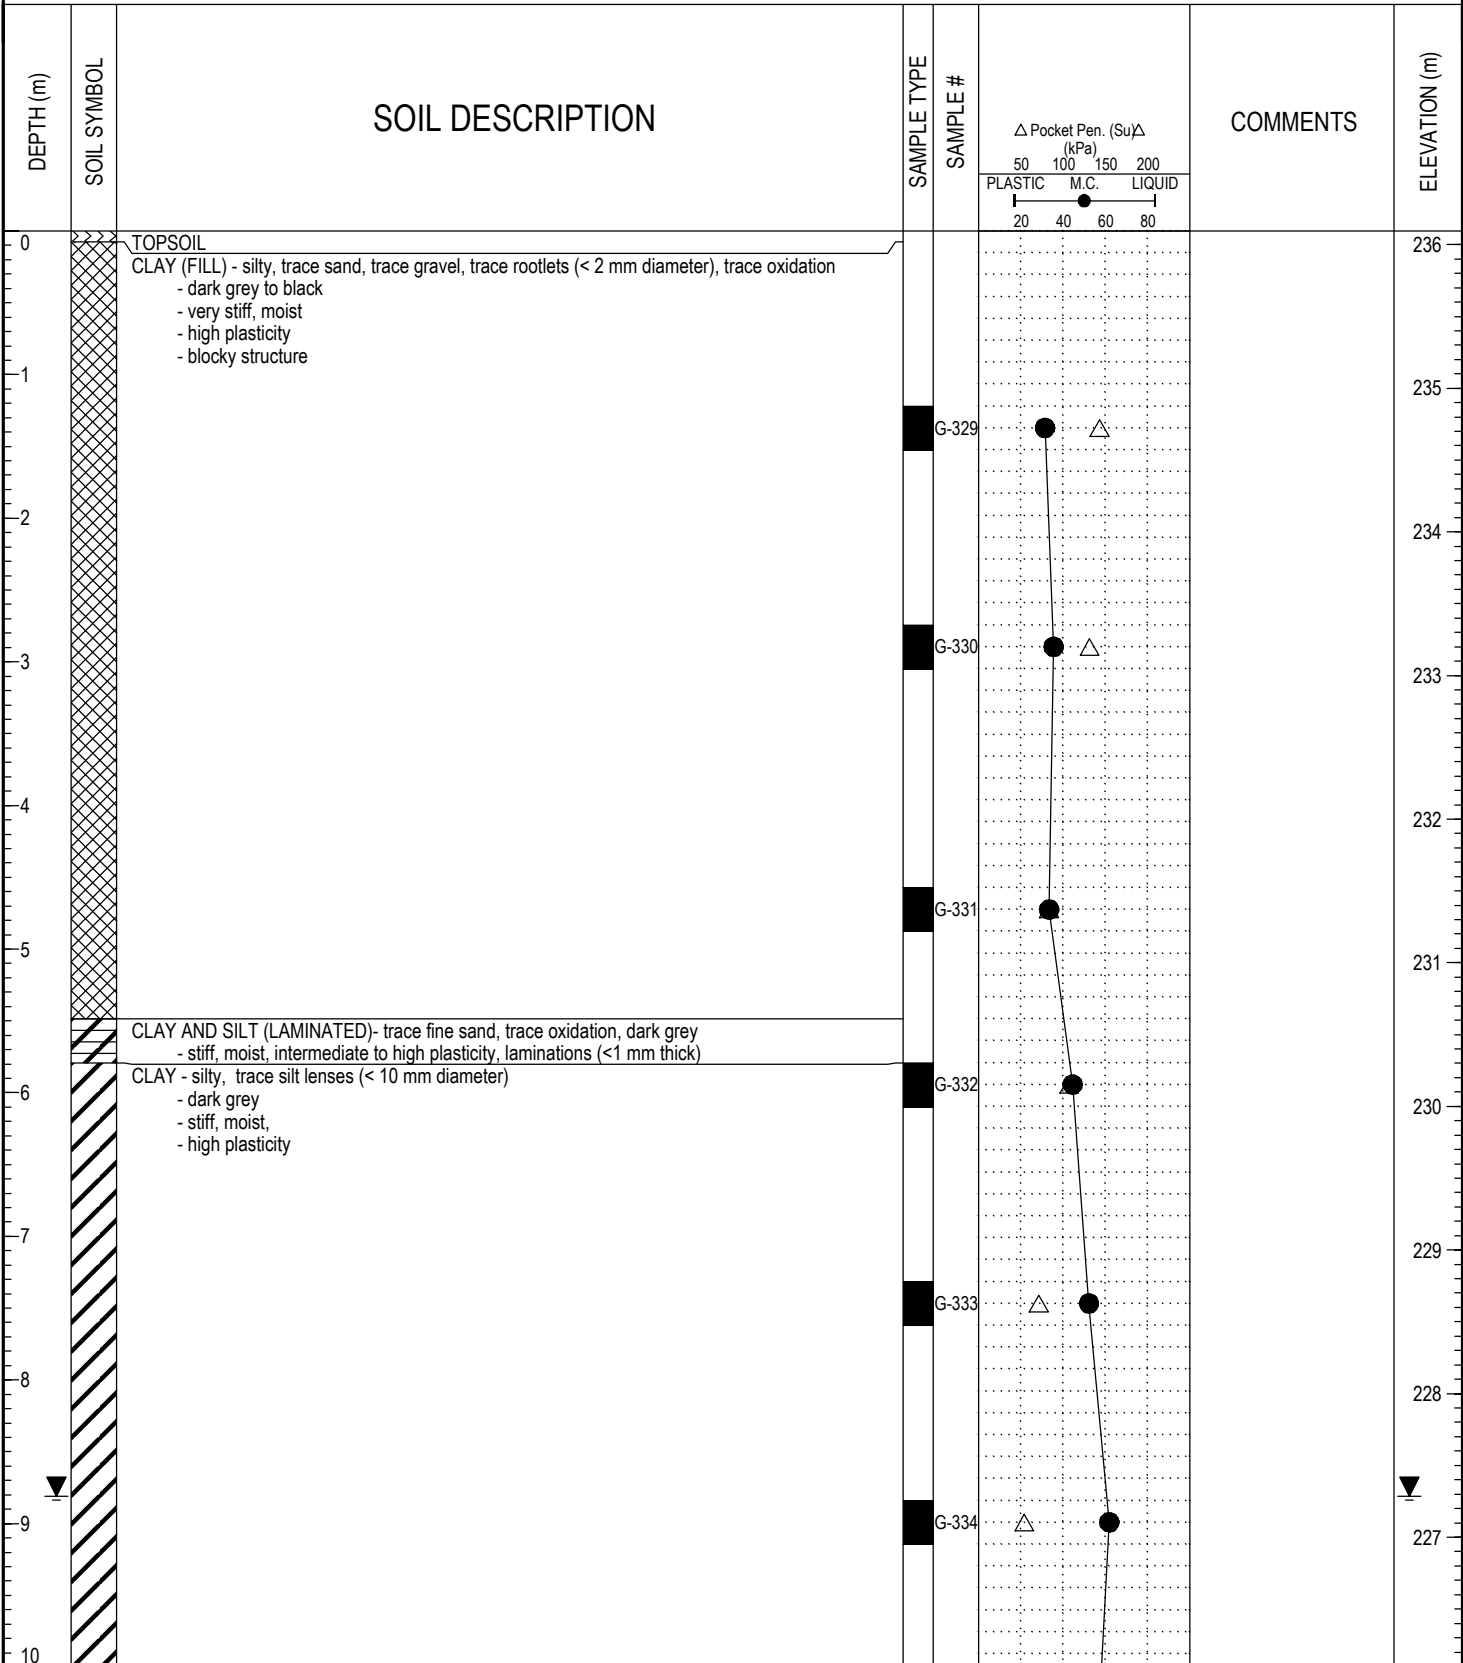 DEPTH (m)
SOIL SYMBOL
SOIL DESCRIPTION
SAMPLE TYPE
SAMPLE #
△ Pocket Pen. (Su)△
(kPa)
50 100 150 200
PLASTIC M.C. LIQUID
20 40 60 80
COMMENTS
ELEVATION (m)
0
TOPSOIL
236
CLAY (FILL) - silty, trace sand, trace gravel, trace rootlets (< 2 mm diameter), trace oxidation
- dark grey to black
- very stiff, moist
- high plasticity
- blocky structure
1
235
G-329
2
234
G-330
3
233
4
232
G-331
5
231
CLAY AND SILT (LAMINATED)- trace fine sand, trace oxidation, dark grey
- stiff, moist, intermediate to high plasticity, laminations (<1 mm thick)
CLAY - silty, trace silt lenses (< 10 mm diameter)
G-332
6
- dark grey
230
- stiff, moist,
- high plasticity
7
229
G-333
8
228
G-334
9
227
10